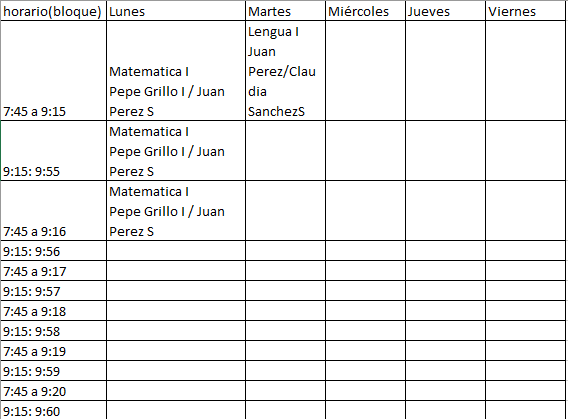 horario(bloque) Lunes Martes Miércoles Jueves Viernes
7:45 a 9:15
Matematica I
Pepe Grillo I / Juan
Perez S
Lengua I
Juan
Perez/Clau
dia
SanchezS
9:15: 9:55
Matematica I
Pepe Grillo I / Juan
Perez S
7:45 a 9:16
Matematica I
Pepe Grillo I / Juan
Perez S
9:15: 9:56
7:45 a 9:17
9:15: 9:57
7:45 a 9:18
9:15: 9:58
7:45 a 9:19
9:15: 9:59
7:45 a 9:20
9:15: 9:60